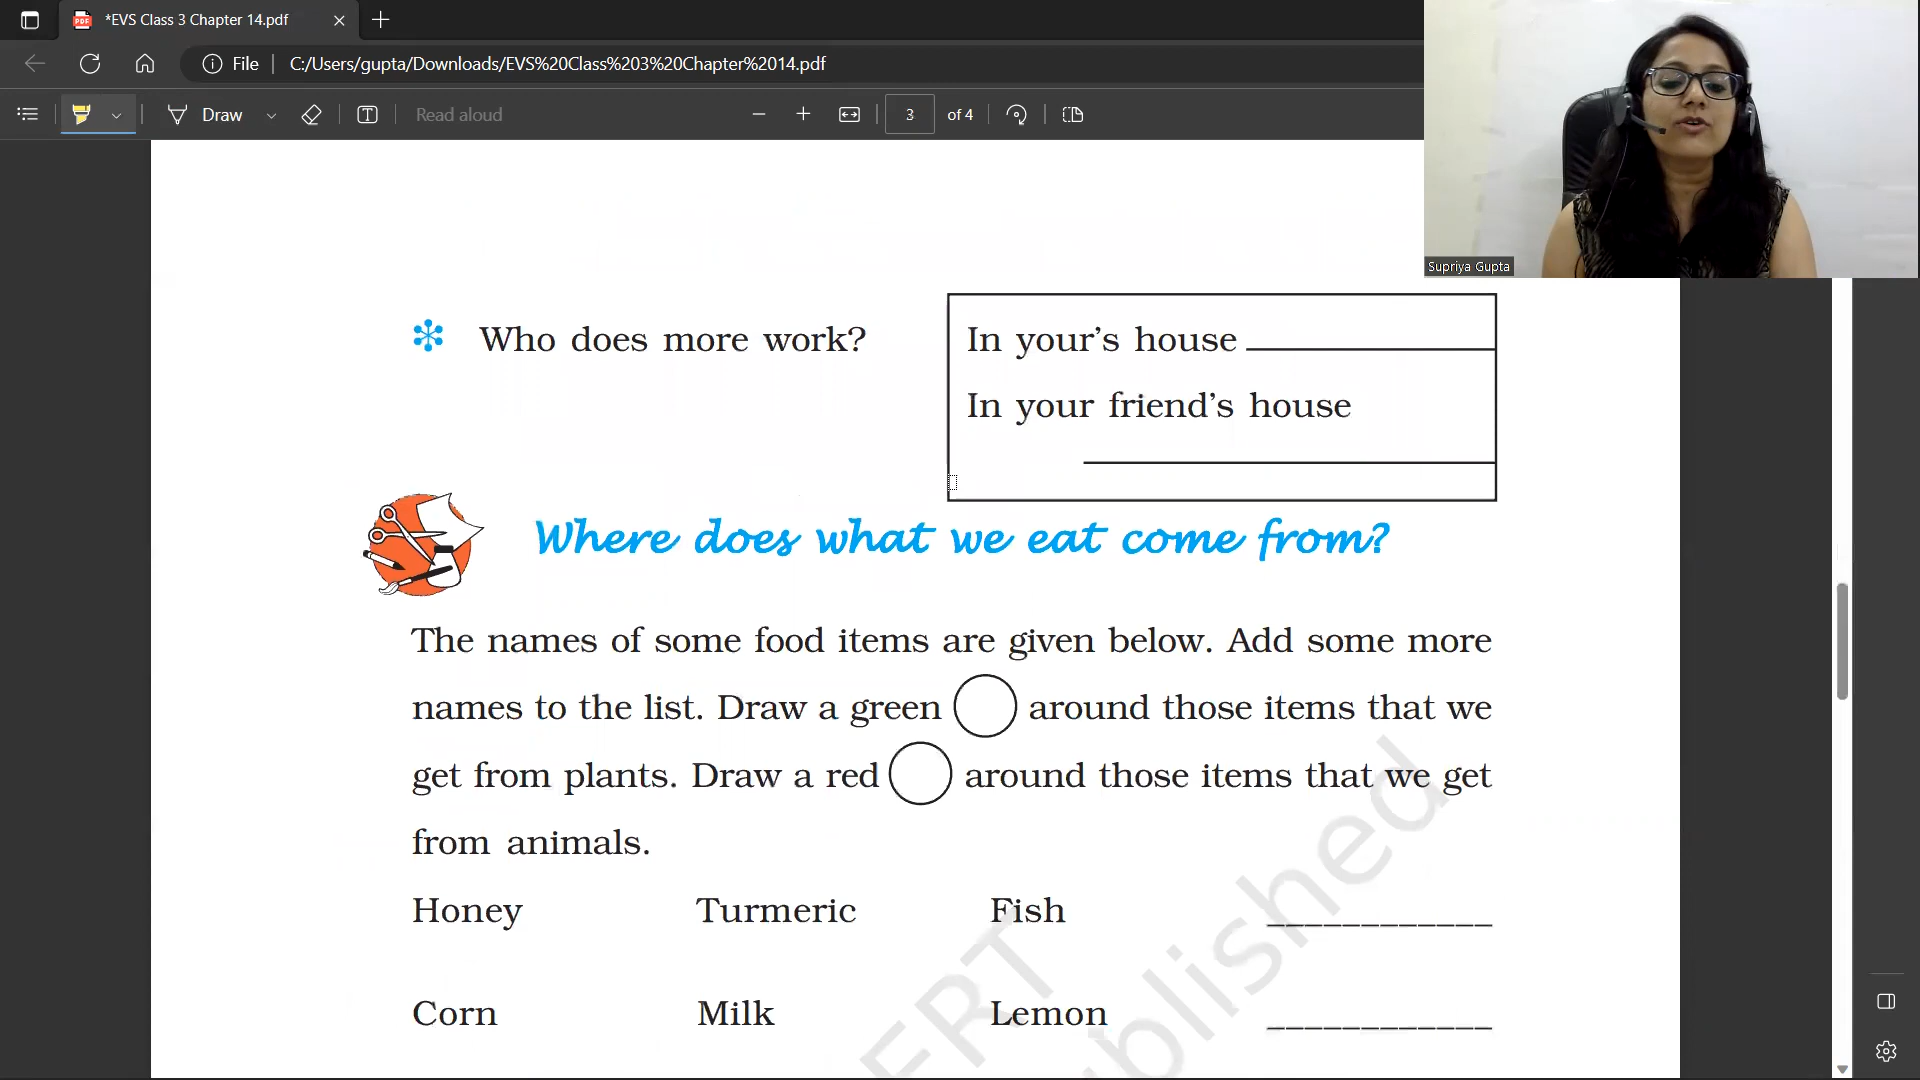 *EVS Class 3 Chapter 14.pdf
File
C:/Users/gupta/Downloads/EVS%20Class%203%20Chapter%2014.pdf
Draw
Read aloud
3 of 4
Supriya Gupta
Who does more work?
In your's house
In your friend's house
Where does what we eat come from?
The names of some food items are given below. Add some more
names to the list. Draw a green around those items that we
get from plants. Draw a red around those items that we get
from animals.
Honey Turmeric Fish ____________
Corn Milk Lemon ____________